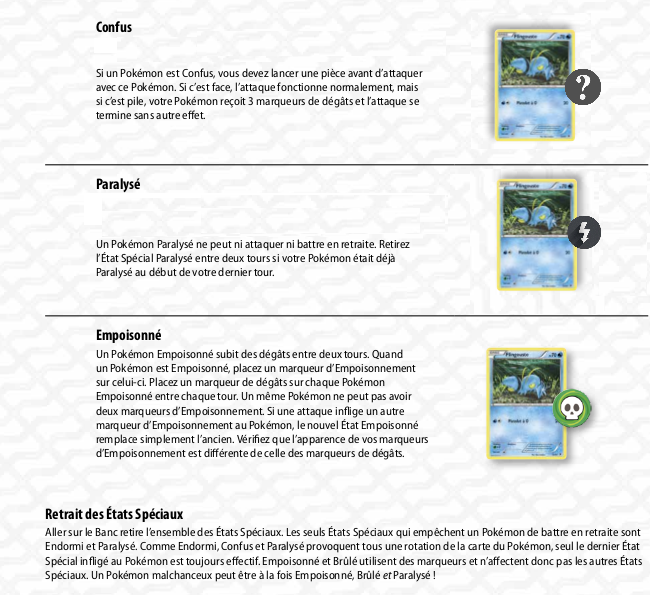 Confus
Si un Pokémon est Confus, vous devez lancer une pièce avant d'attaquer
avec ce Pokémon. Si c'est face, l'attaque fonctionne normalement, mais
si c'est pile, votre Pokémon reçoit 3 marqueurs de dégâts et l'attaque se
termine sans autre effet.
?
Paralysé
Un Pokémon Paralysé ne peut ni attaquer ni battre en retraite. Retirez
l'État Spécial Paralysé entre deux tours si votre Pokémon était déjà
Paralysé au début de votre dernier tour.
Empoisonné
Un Pokémon Empoisonné subit des dégâts entre deux tours. Quand
un Pokémon est Empoisonné, placez un marqueur d'Empoisonnement
sur celui-ci. Placez un marqueur de dégâts sur chaque Pokémon
Empoisonné entre chaque tour. Un même Pokémon ne peut pas avoir
deux marqueurs d'Empoisonnement. Si une attaque inflige un autre
marqueur d'Empoisonnement au Pokémon, le nouvel État Empoisonné
remplace simplement l'ancien. Vérifiez que l'apparence de vos marqueurs
d'Empoisonnement est différente de celle des marqueurs de dégâts.
Retrait des États Spéciaux
Aller sur le Banc retire l'ensemble des États Spéciaux. Les seuls États Spéciaux qui empêchent un Pokémon de battre en retraite sont
Endormi et Paralysé. Comme Endormi, Confus et Paralysé provoquent tous une rotation de la carte du Pokémon, seul le dernier État
Spécial infligé au Pokémon est toujours effectif. Empoisonné et Brûlé utilisent des marqueurs et n'affectent donc pas les autres États
Spéciaux. Un Pokémon malchanceux peut être à la fois Empoisonné, Brûlé et Paralysé !